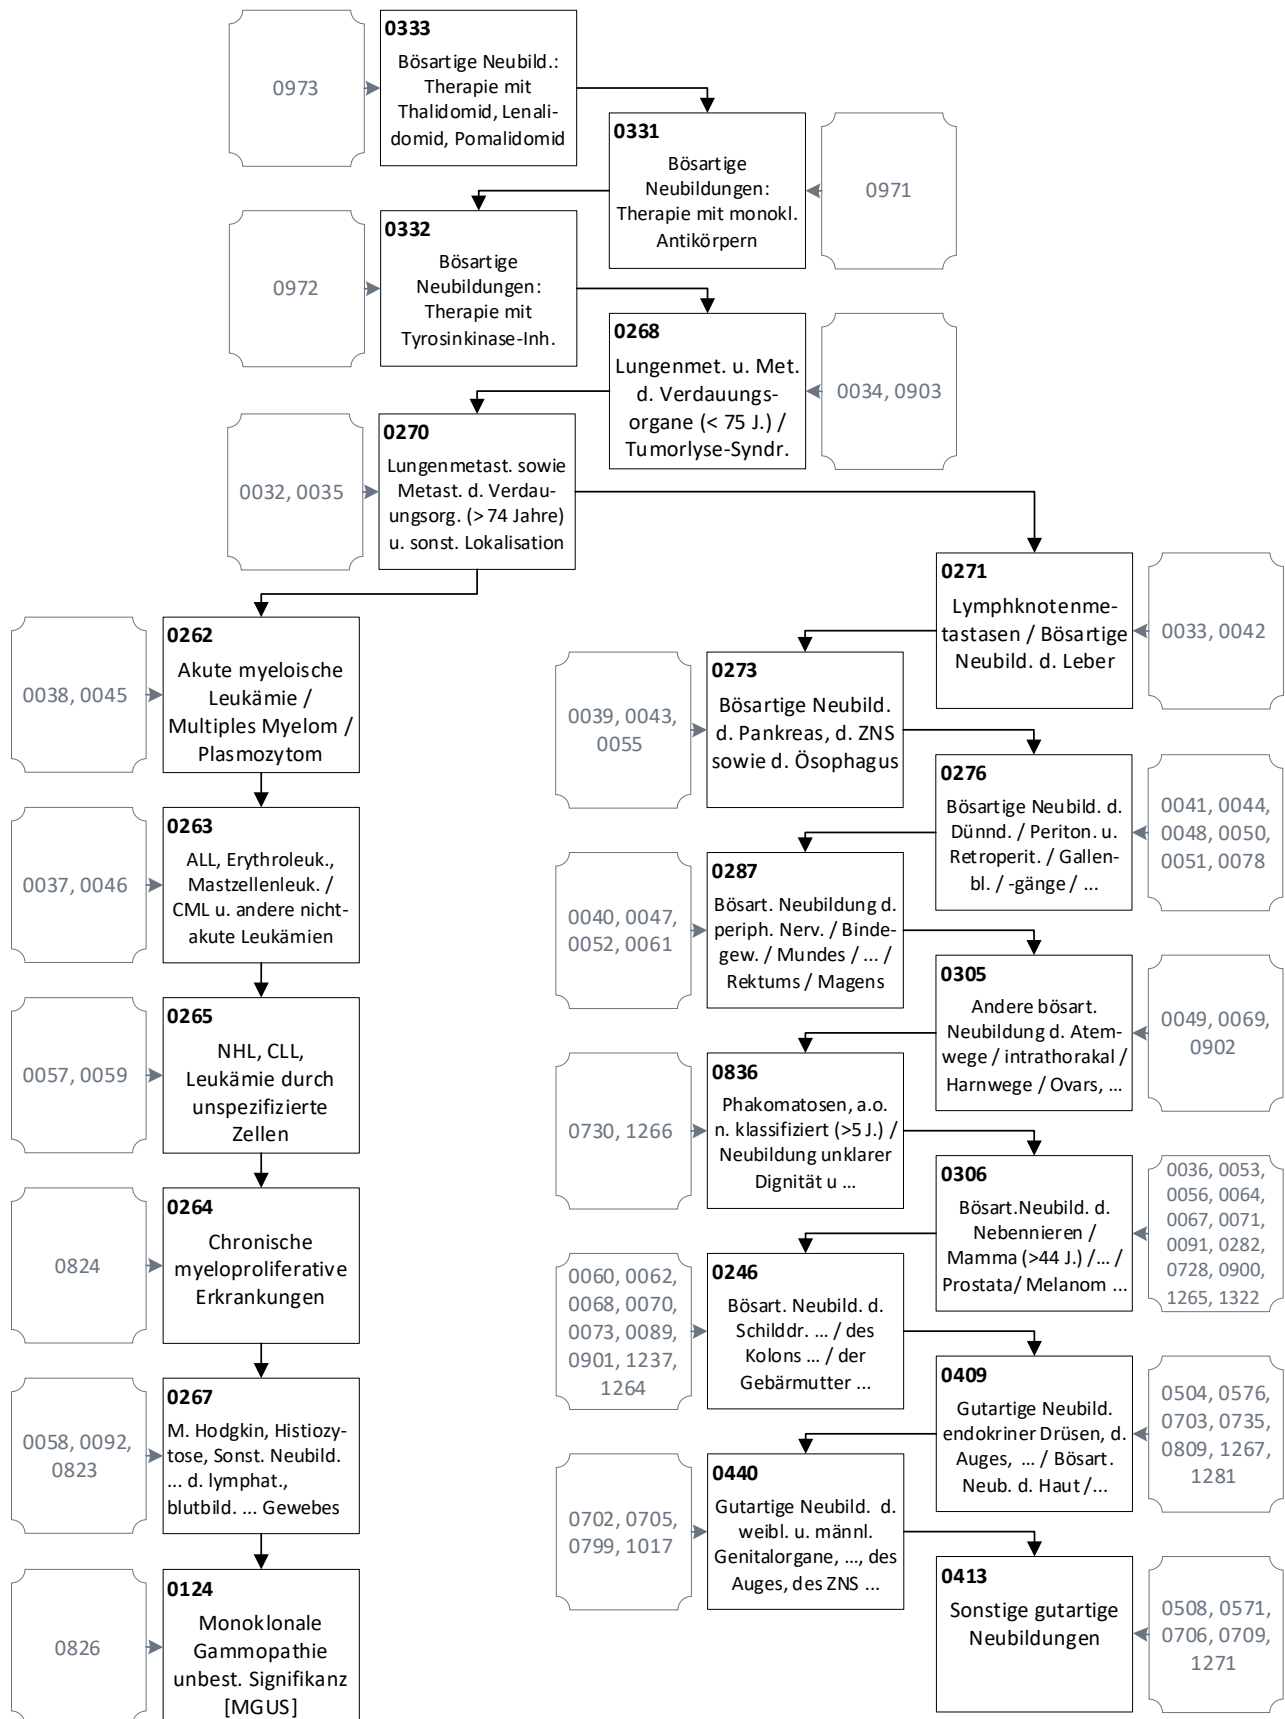 0973
0333
Bösartige Neubild.:
Therapie mit
Thalidomid, Lenali-
domid, Pomalidomid
0331
Bösartige
Neubildungen:
Therapie mit monokl.
Antikörpern
0971
0972
0332
Bösartige
Neubildungen:
Therapie mit
Tyrosinkinase-Inh.
0268
Lungenmet. u. Met.
d. Verdauungs-
organe (< 75 J.) /
Tumorlyse-Syndr.
0034, 0903
0032, 0035
0270
Lungenmetast. sowie
Metast. d. Verdau-
ungsorg. (> 74 Jahre)
u. sonst. Lokalisation
0271
Lymphknotenme-
tastasen / Bösartige
Neubild. d. Leber
0033, 0042
0038, 0045
0262
Akute myeloische
Leukämie /
Multiples Myelom /
Plasmozytom
0039, 0043,
0055
0273
Bösartige Neubild.
d. Pankreas, d. ZNS
sowie d. Ösophagus
0276
Bösartige Neubild. d.
Dünnd. / Periton. u.
Retroperit. / Gallen-
bl. / -gänge / ...
0041, 0044,
0048, 0050,
0051, 0078
0037, 0046
0263
ALL, Erythroleuk.,
Mastzellenleuk. /
CML u. andere nicht-
akute Leukämien
0040, 0047,
0052, 0061
0287
Bösart. Neubildung d.
periph. Nerv. / Binde-
gew. / Mundes / ... /
Rektums / Magens
0305
Andere bösart.
Neubildung d. Atem-
wege / intrathorakal /
Harnwege / Ovars, ...
0049, 0069,
0902
0057, 0059
0265
NHL, CLL,
Leukämie durch
unspezifizierte
Zellen
0730, 1266
0836
Phakomatosen, a.o.
n. klassifiziert (>5 J.) /
Neubildung unklarer
Dignität u ...
0306
Bösart.Neubild. d.
Nebennieren /
Mamma (>44 J.) /... /
Prostata/ Melanom ...
0036, 0053,
0056, 0064,
0067, 0071,
0091, 0282,
0728, 0900,
1265, 1322
0824
0264
Chronische
myeloproliferative
Erkrankungen
0060, 0062,
0068, 0070,
0073, 0089,
0901, 1237,
1264
0246
Bösart. Neubild. d.
Schilddr. ... / des
Kolons ... / der
Gebärmutter ...
0409
Gutartige Neubild.
endokriner Drüsen, d.
Auges, ... / Bösart.
Neub. d. Haut /...
0504, 0576,
0703, 0735,
0809, 1267,
1281
0058, 0092,
0823
0267
M. Hodgkin, Histiozy-
tose, Sonst. Neubild.
... d. lymphat.,
blutbild. ... Gewebes
0702, 0705,
0799, 1017
0440
Gutartige Neubild. d.
weibl. u. männl.
Genitalorgane, ..., des
Auges, des ZNS ...
0413
Sonstige gutartige
Neubildungen
0508, 0571,
0706, 0709,
1271
0826
0124
Monoklonale
Gammopathie
unbest. Signifikanz
[MGUS]